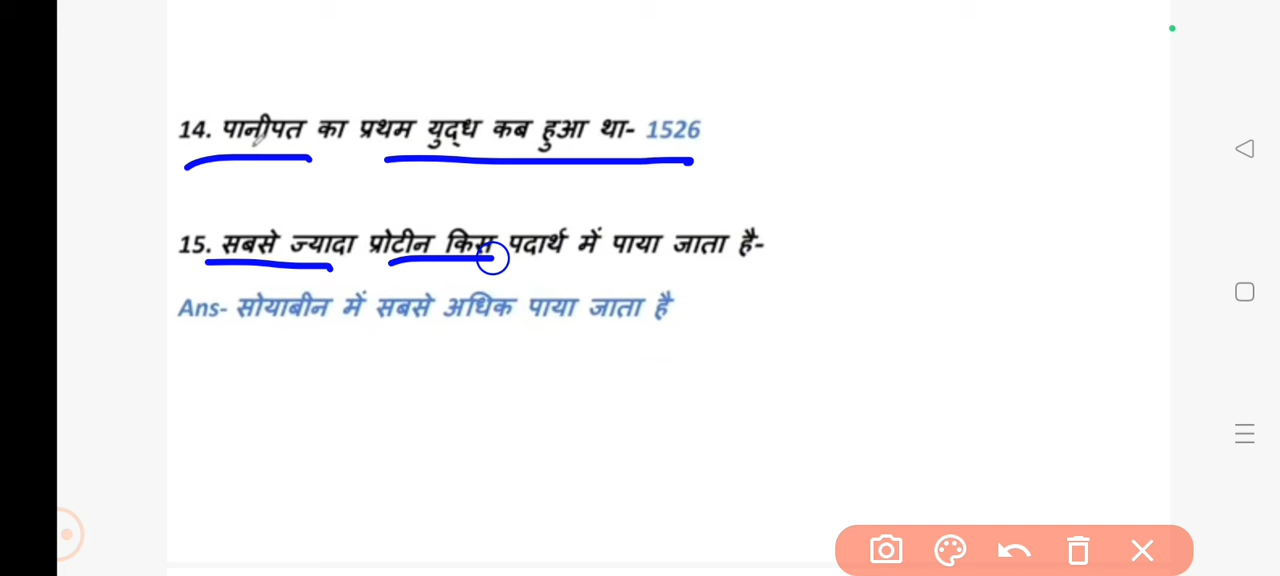 14. पानीपत का प्रथम युद्ध कब हुआ था- 1526
15. सबसे ज्यादा प्रोटीन किस पदार्थ में पाया जाता है-
Ans- सोयाबीन में सबसे अधिक पाया जाता है